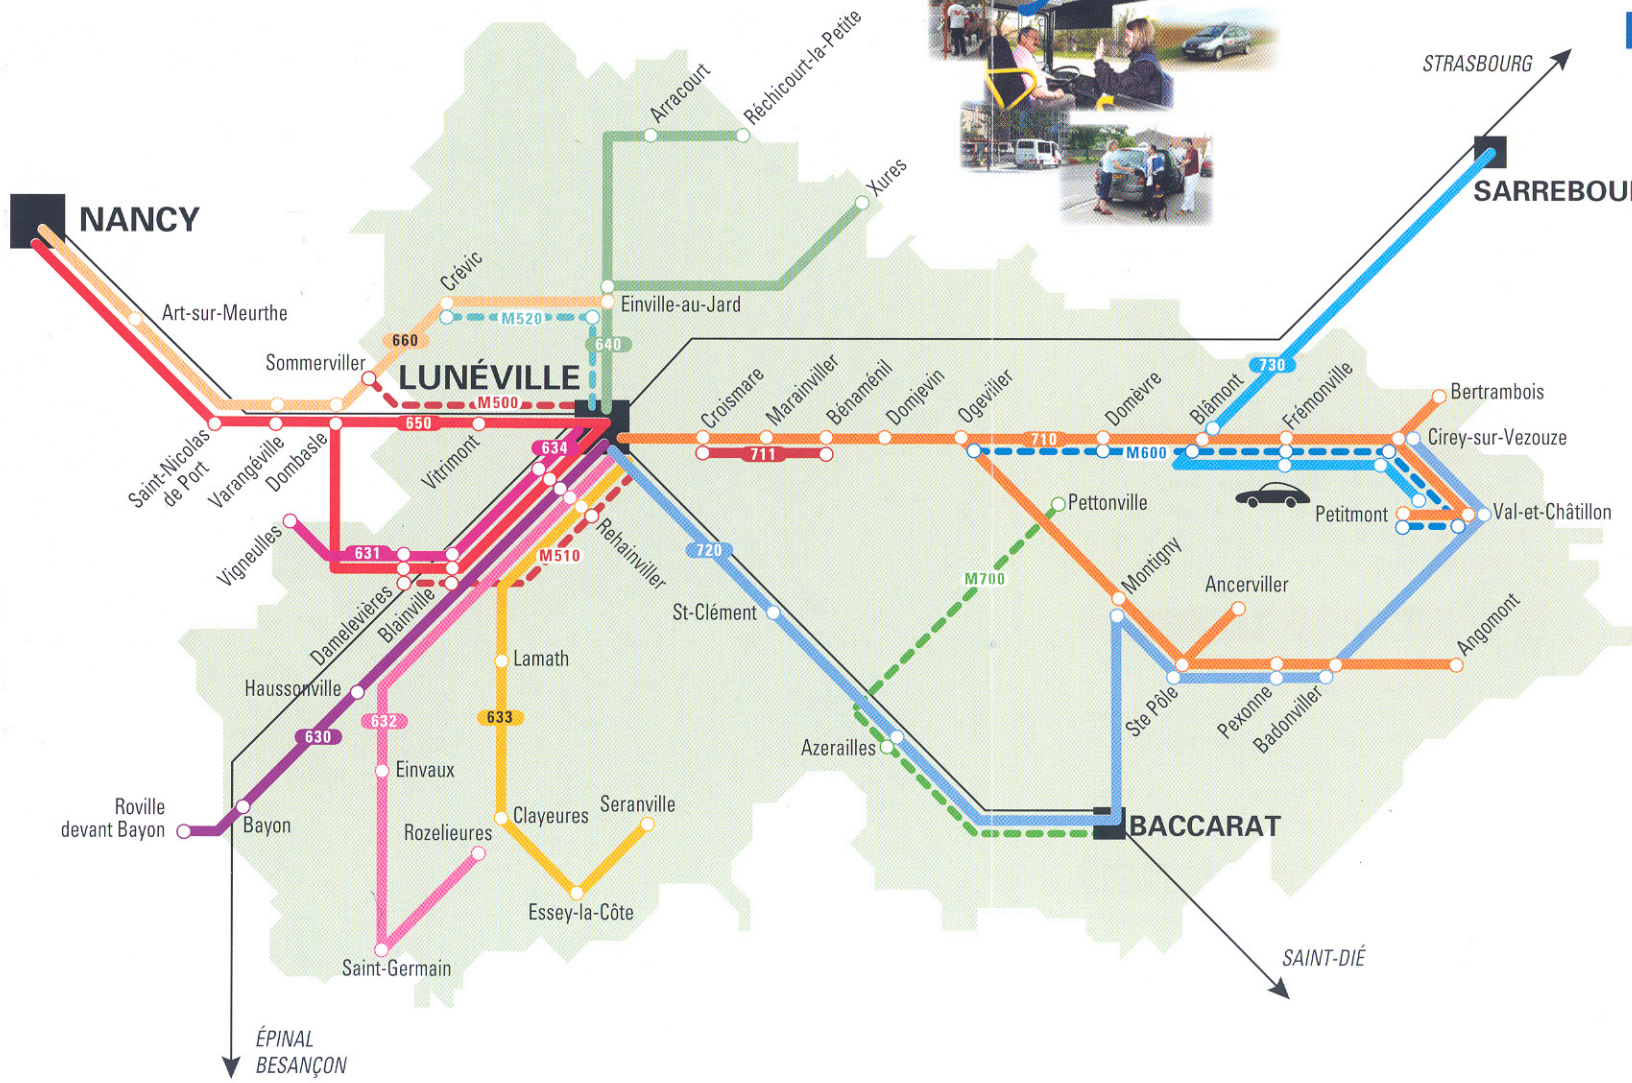 STRASBOURG
SARREBOU
NANCY
Arracourt
Réchicourt-la-Petite
Xures
Crévic
Art-sur-Meurthe
Einville-au-Jard
M520
660
640
Sommerviller
LUNÉVILLE
M500
730
Croismare
Marainviller
Bénaménil
Domjevin
Ogeviller
Domèvre
Blâmont
Frémonville
Bertrambois
650
710
Cirey-sur-Vezouze
634
711
M600
Saint-Nicolas
de Port
Varangéville
Dombasle
Vitrimont
Pettonville
Petitmont
Val-et-Châtillon
Vigneulles
631
M510
Rehainviller
720
M700
Montigny
Ancerviller
Damelevières
Blainville
St-Clément
Angomont
Lamath
Haussonville
632
633
630
Ste Pôle
Pexonne
Badonviller
Azerailles
Einvaux
Roville
devant Bayon
Bayon
Clayeures
Seranville
Rozelieures
BACCARAT
Essey-la-Côte
Saint-Germain
SAINT-DIÉ
ÉPINAL
BESANÇON